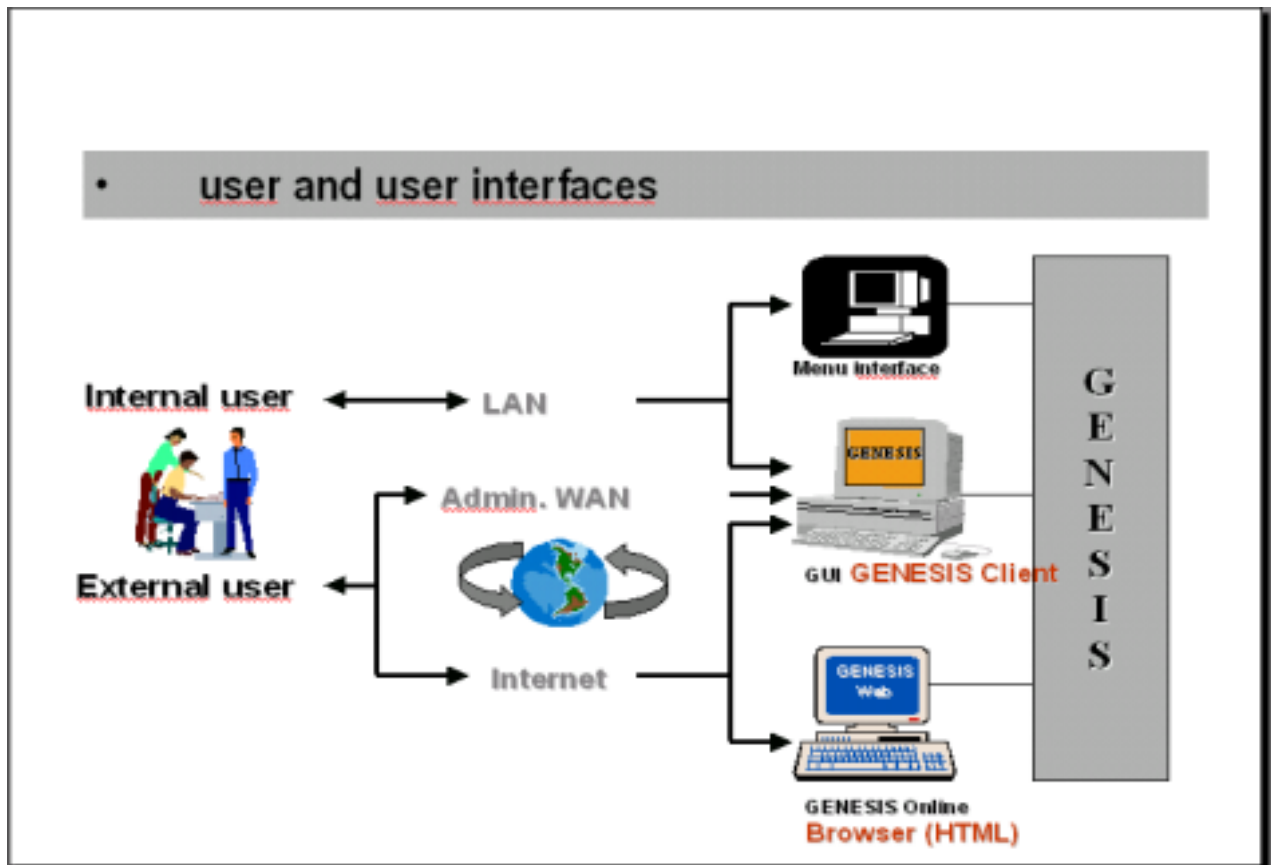 • user and user interfaces
Menu interface
Internal user
LAN
GENESIS
Admin. WAN
External user
GUI GENESIS Client
Internet
GENESIS
Web
GENESIS Online
Browser (HTML)
G
E
N
E
S
I
S